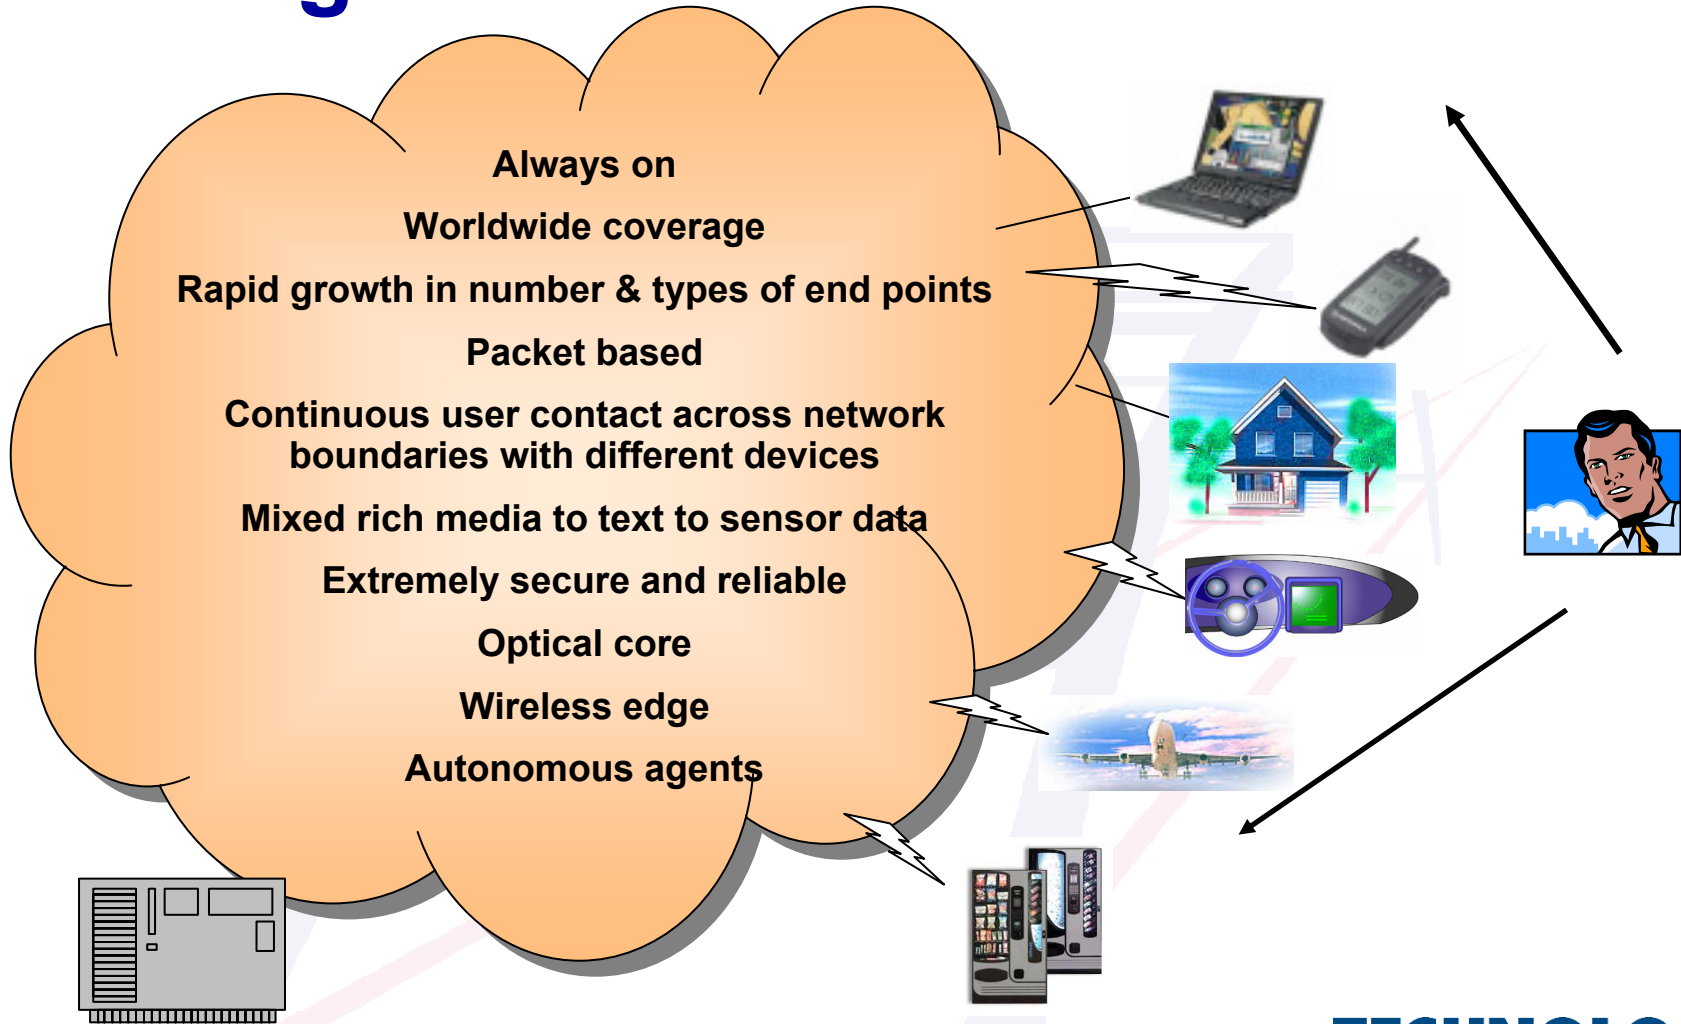 Always on
Worldwide coverage
Rapid growth in number & types of end points
Packet based
Continuous user contact across network
boundaries with different devices
Mixed rich media to text to sensor data
Extremely secure and reliable
Optical core
Wireless edge
Autonomous agents